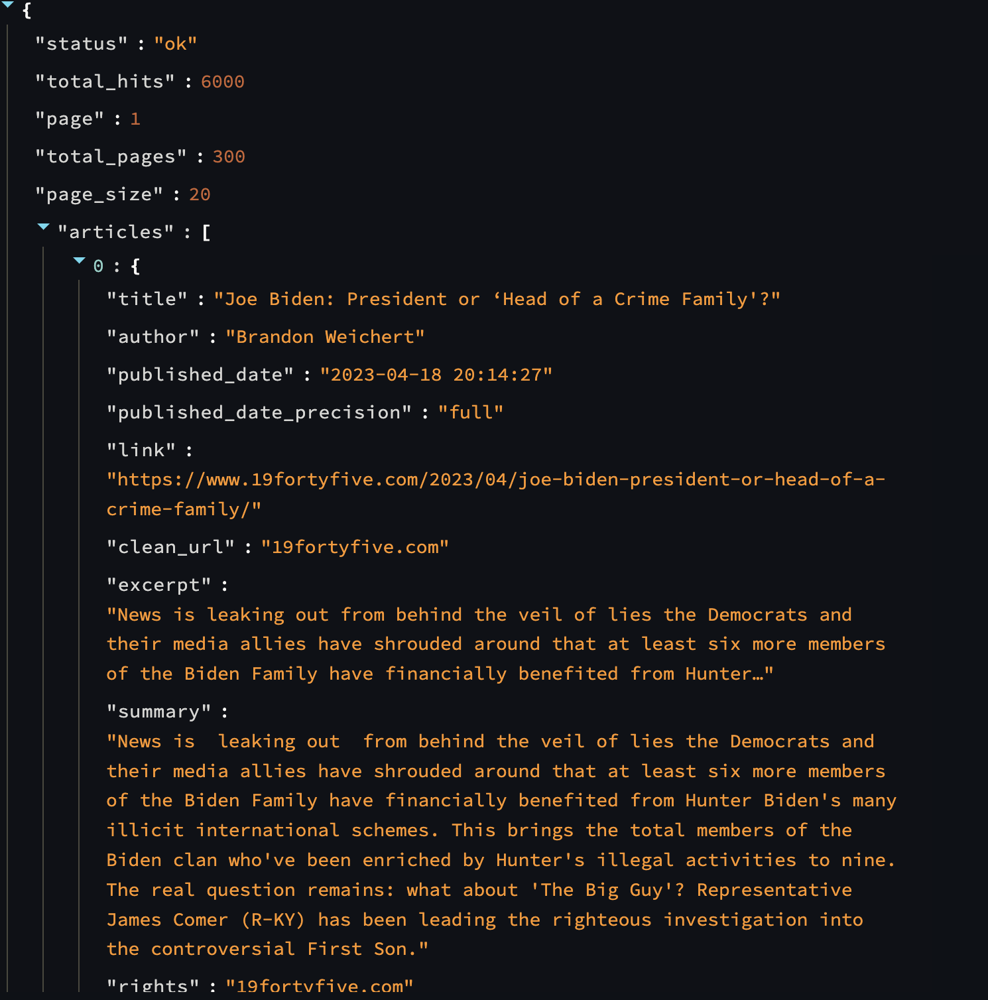 {
"status" : "ok"
"total_hits" : 6000
"page" : 1
"total_pages" : 300
"page_size" : 20
"articles" : [
0 : {
"title" : "Joe Biden: President or ‘Head of a Crime Family'?"
"author" : "Brandon Weichert"
"published_date" : "2023-04-18 20:14:27"
"published_date_precision" : "full"
"link" :
"https://www.19fortyfive.com/2023/04/joe-biden-president-or-head-of-a-
crime-family/"
"clean_url" : "19fortyfive.com"
"excerpt" :
"News is leaking out from behind the veil of lies the Democrats and
their media allies have shrouded around that at least six more members
of the Biden Family have financially benefited from Hunter…"
"summary" :
"News is  leaking out  from behind the veil of lies the Democrats and
their media allies have shrouded around that at least six more members
of the Biden Family have financially benefited from Hunter Biden's many
illicit international schemes. This brings the total members of the
Biden clan who've been enriched by Hunter's illegal activities to nine.
The real question remains: what about 'The Big Guy'? Representative
James Comer (R-KY) has been leading the righteous investigation into
the controversial First Son."
"rights" : "19fortyfive.com"